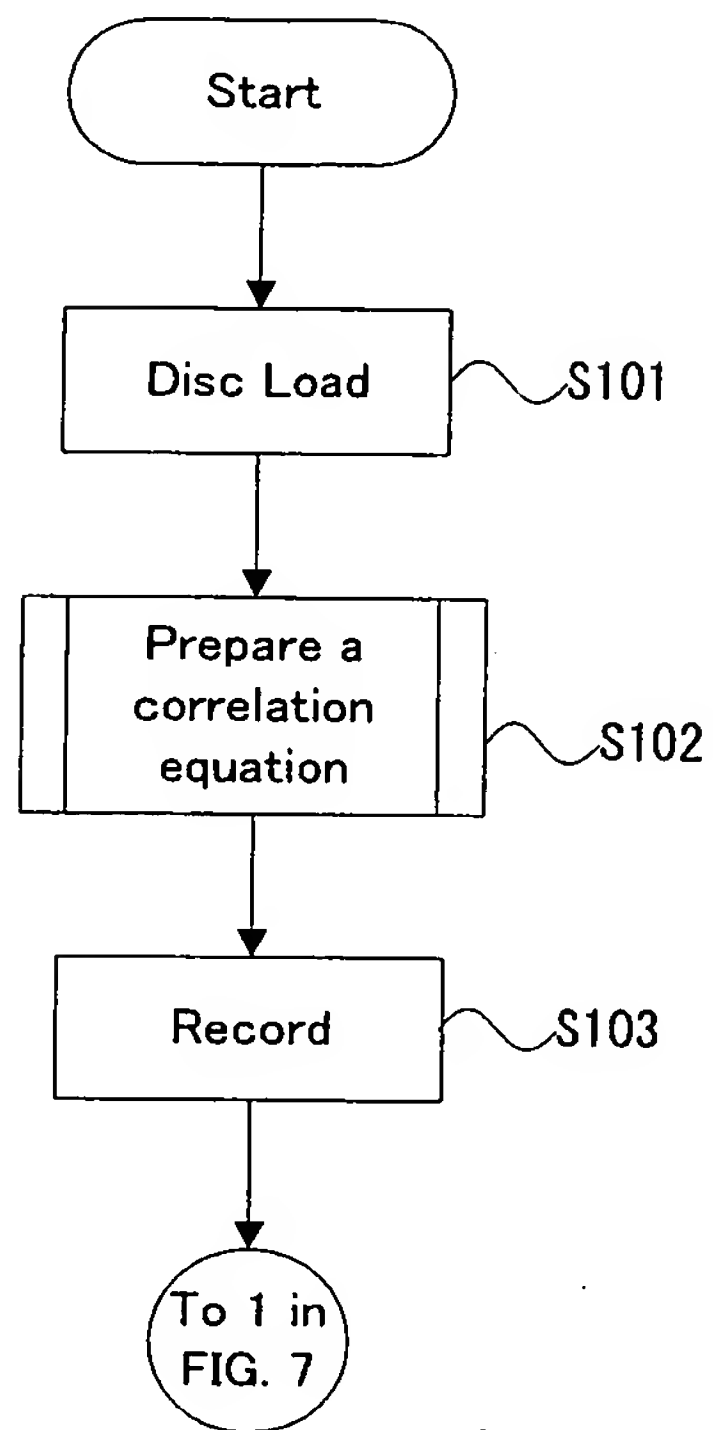 Start
Disc Load
S101
Prepare a
correlation
equation
S102
Record
S103
To 1 in
FIG. 7